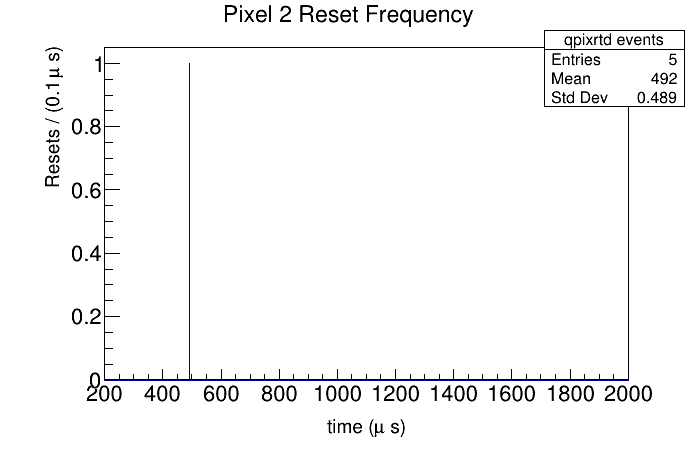 Pixel 2 Reset Frequency
qpixrtd events
Entries 5
Mean 492
Std Dev 0.489
Resets / (0.1 μ s)
1
0.8
0.6
0.4
0.2
0
200 400 600 800 1000 1200 1400 1600 1800 2000
time (μ s)